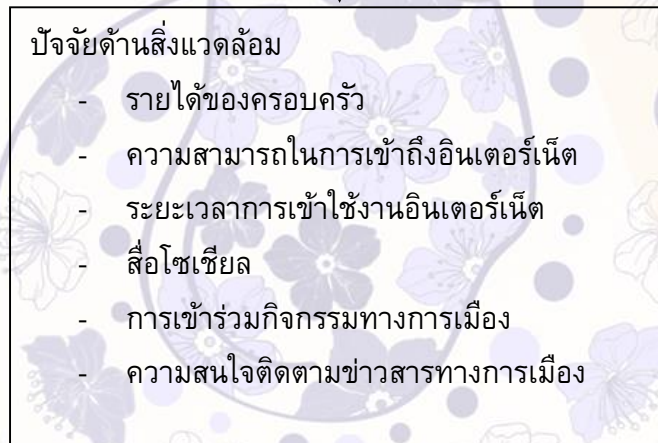 ปัจจัยด้านสิ่งแวดล้อม
- รายได้ของครอบครัว
- ความสามารถในการเข้าถึงอินเตอร์เน็ต
- ระยะเวลาการเข้าใช้งานอินเตอร์เน็ต
- สื่อโซเชียล
- การเข้าร่วมกิจกรรมทางการเมือง
- ความสนใจติดตามข่าวสารทางการเมือง